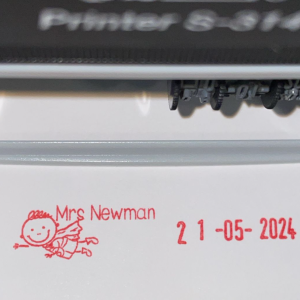 Printer S-314
Mrs Newman
2 1 -05- 2024